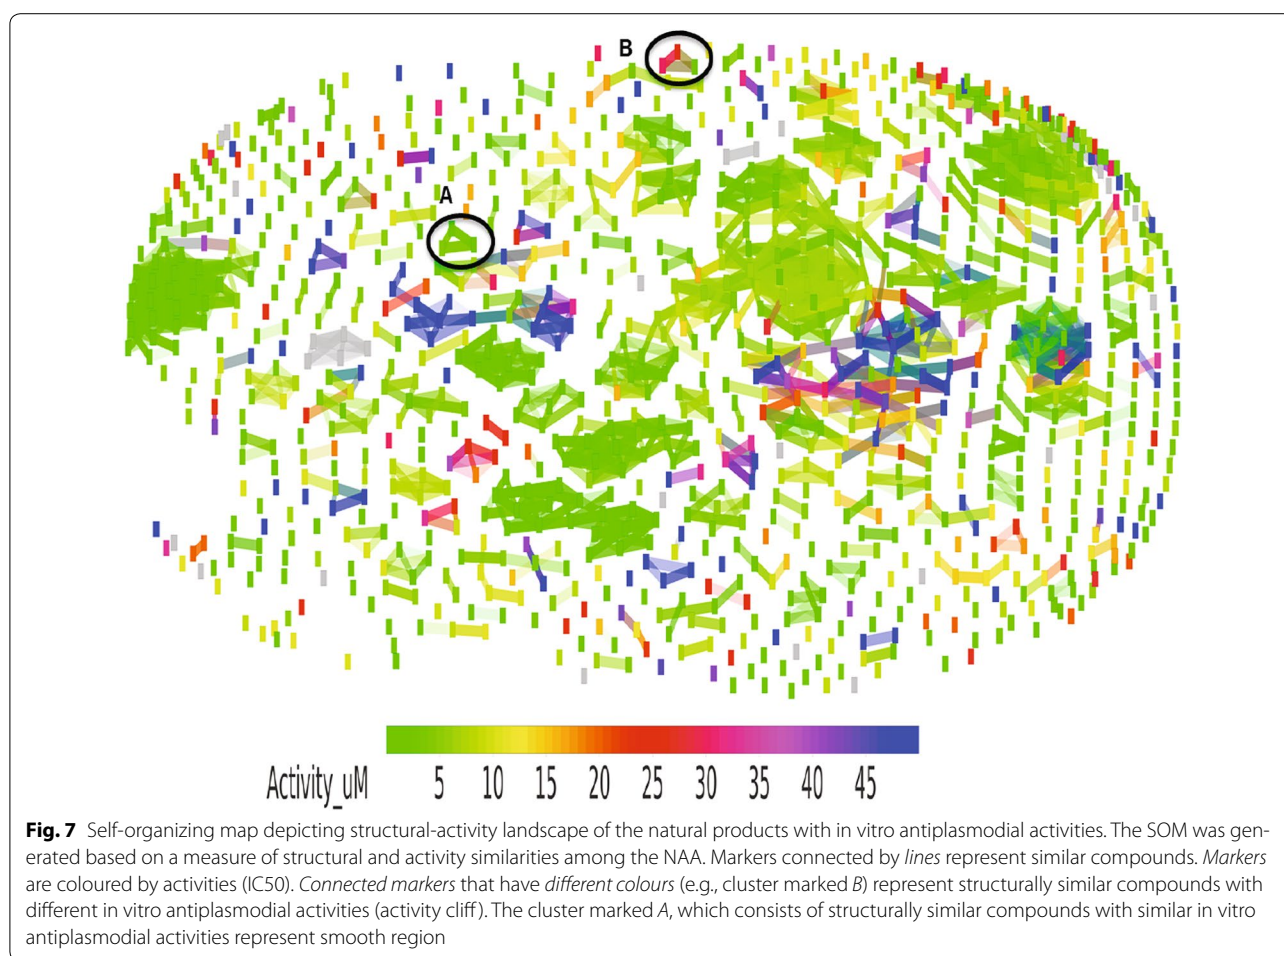 B
A
5 10 15 20 25 30 35 40 45
Activity_uM
Fig. 7 Self-organizing map depicting structural-activity landscape of the natural products with in vitro antiplasmodial activities. The SOM was gen-
erated based on a measure of structural and activity similarities among the NAA. Markers connected by lines represent similar compounds. Markers
are coloured by activities (IC50). Connected markers that have different colours (e.g., cluster marked B) represent structurally similar compounds with
different in vitro antiplasmodial activities (activity cliff). The cluster marked A, which consists of structurally similar compounds with similar in vitro
antiplasmodial activities represent smooth region